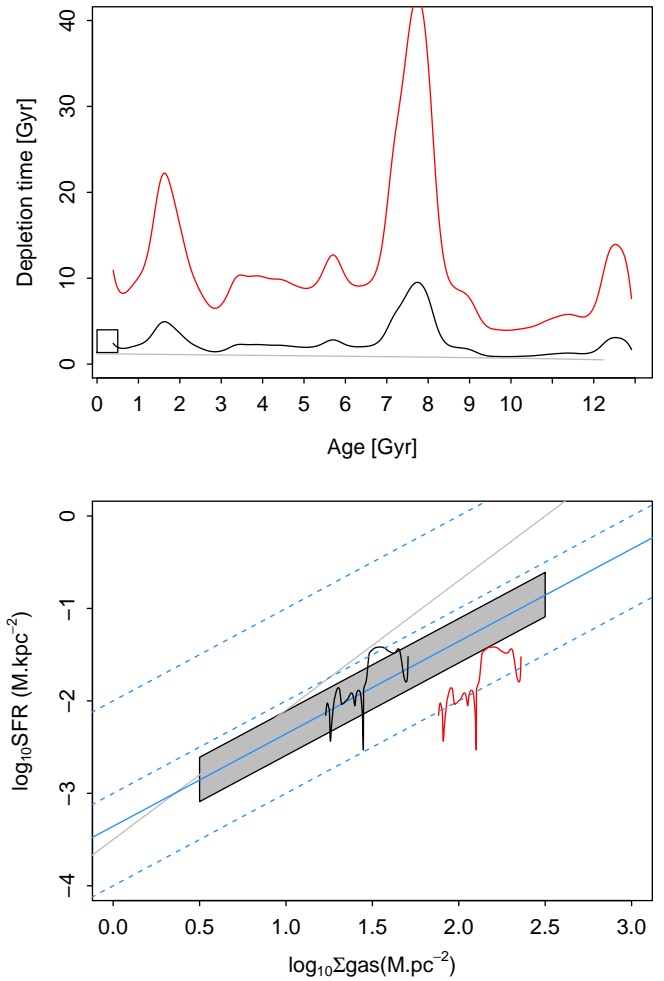 Depletion time [Gyr]
40
30
20
10
0
0 1 2 3 4 5 6 7 8 9 10 12
Age [Gyr]
log₁₀SFR (M.kpc⁻²)
0
-1
-2
-3
-4
0.0 0.5 1.0 1.5 2.0 2.5 3.0
log₁₀Σgas(M.pc⁻²)